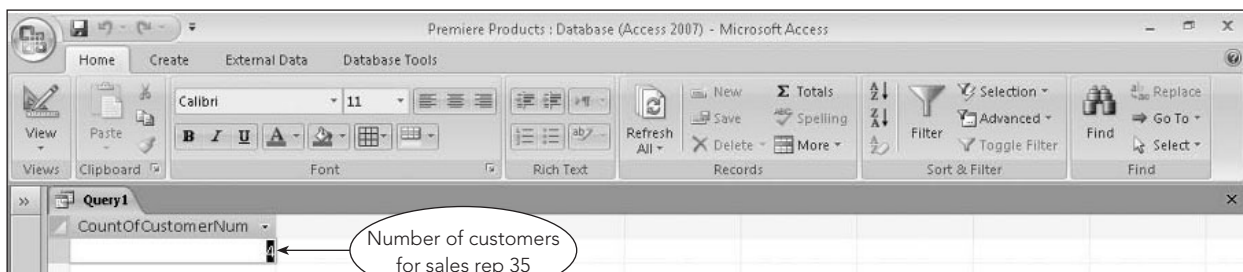 Premiere Products : Database (Access 2007) - Microsoft Access
Home Create External Data Database Tools
Calibri 11
New Σ Totals
Selection
Replace
Save Spelling
Advanced
Go To
View Paste
B I U A
ab
Refresh All
Delete More
Filter
Toggle Filter
Find
Select
Views Clipboard Font Rich Text Records Sort & Filter Find
Query1
CountOfCustomerNum
4
Number of customers
for sales rep 35